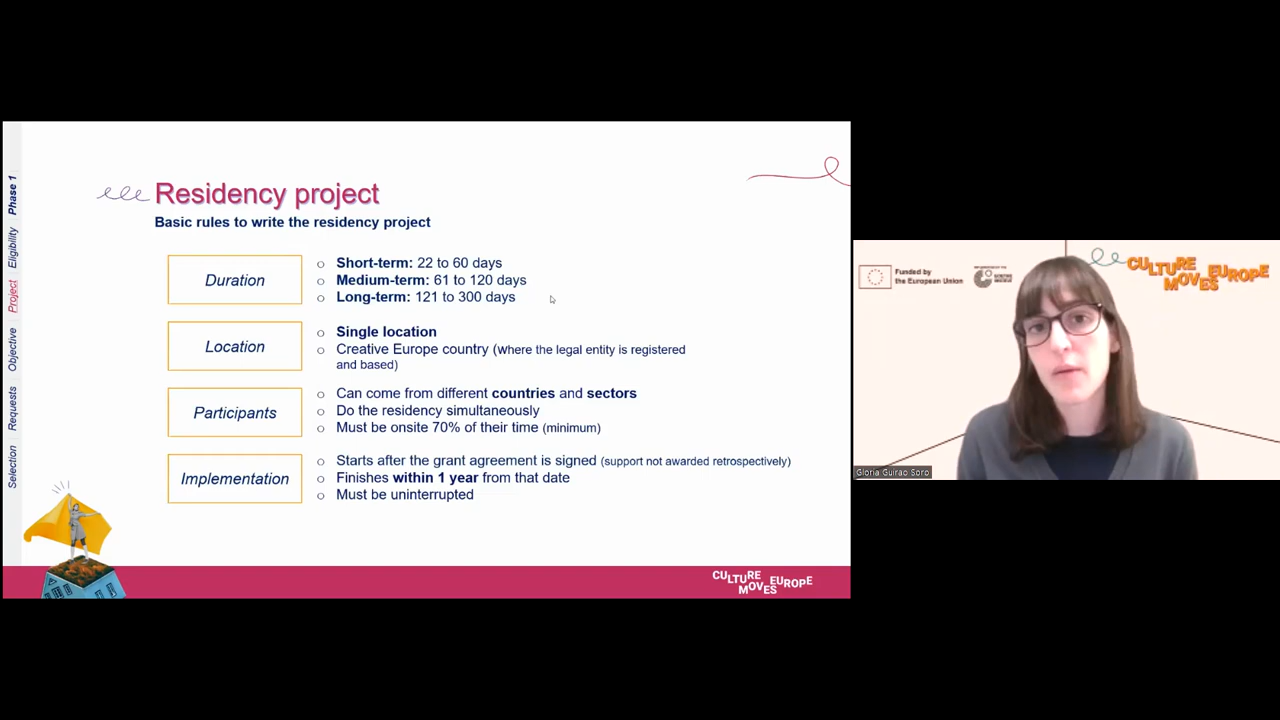 Residency project
Basic rules to write the residency project
Phase 1
Eligibility
Project
Objective
Requests
Selection
Duration
Short-term: 22 to 60 days
Medium-term: 61 to 120 days
Long-term: 121 to 300 days
Location
Single location
Creative Europe country (where the legal entity is registered
and based)
Participants
Can come from different countries and sectors
Do the residency simultaneously
Must be onsite 70% of their time (minimum)
Implementation
Starts after the grant agreement is signed (support not awarded retrospectively)
Finishes within 1 year from that date
Must be uninterrupted
CULTURE
MOVES EUROPE
Funded by
the European Union
CULTURE
MOVES EUROPE
Gloria Guirao Soro